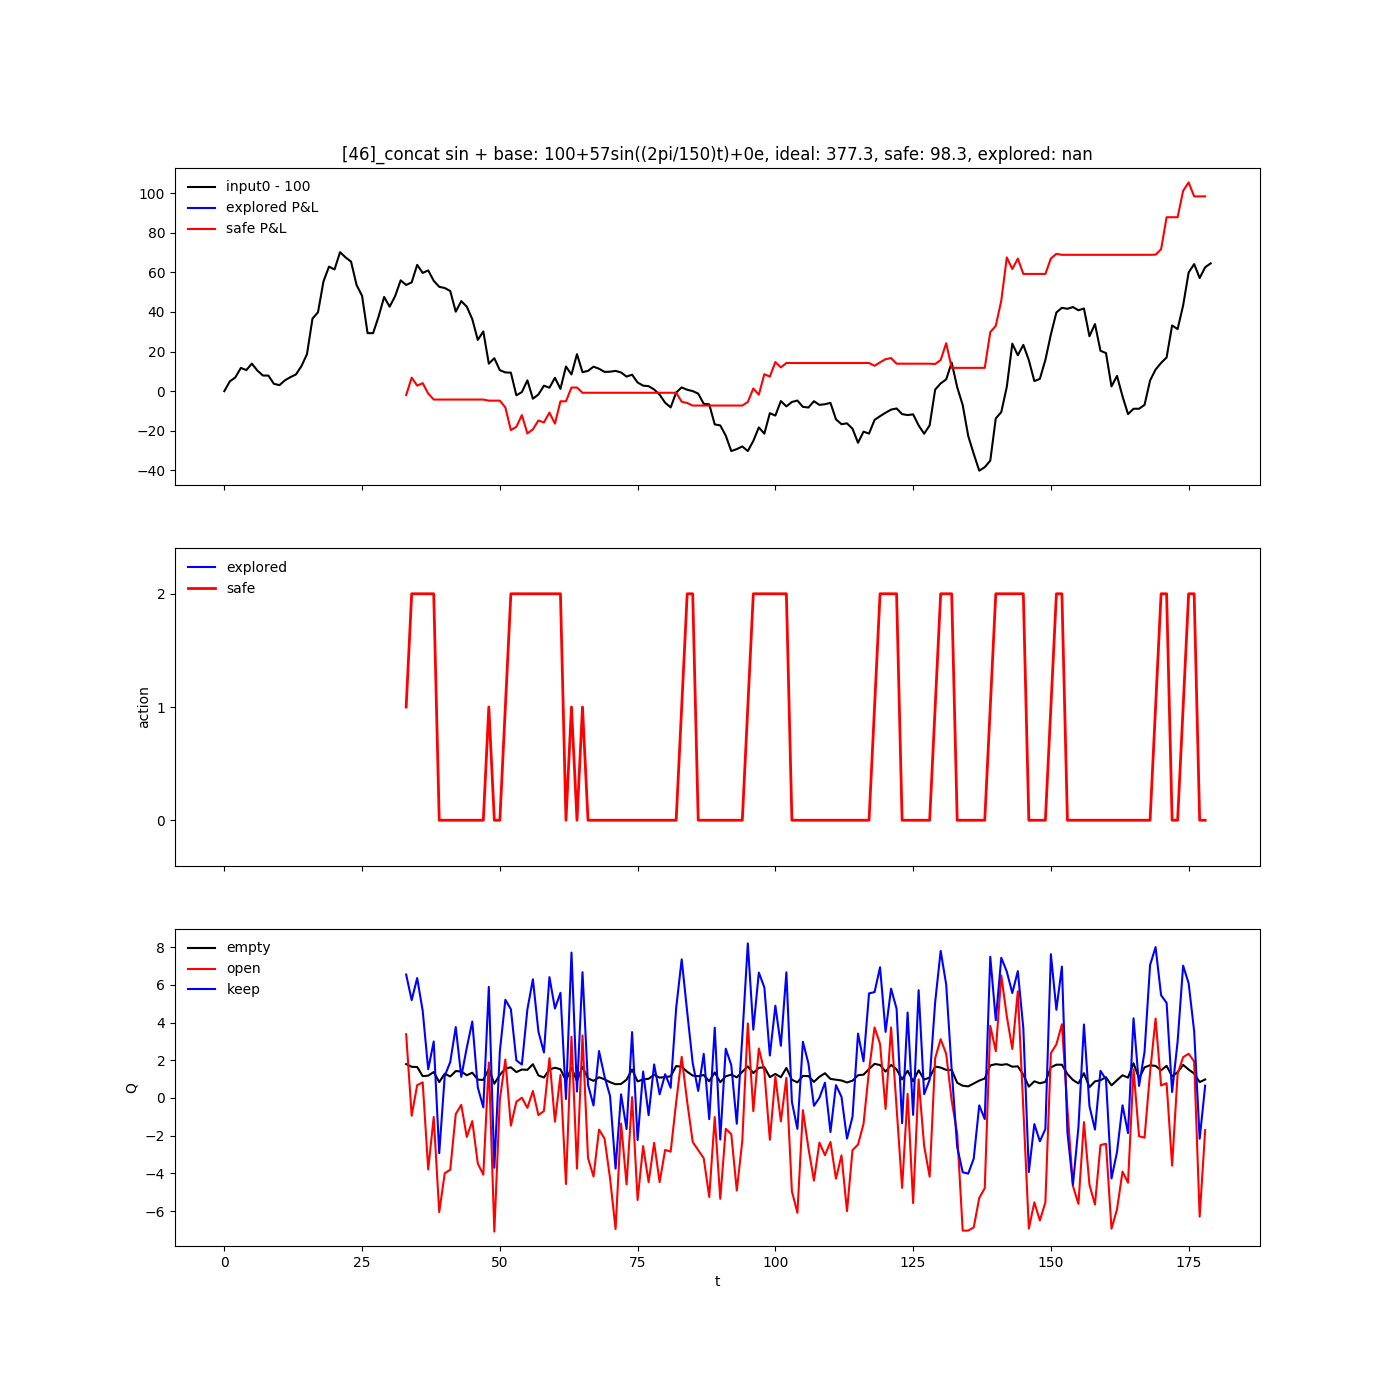 [46]_concat sin + base: 100+57sin((2pi/150)t)+0e, ideal: 377.3, safe: 98.3, explored: nan
input0 - 100
explored P&L
safe P&L
100
80
60
40
20
0
−20
−40
explored
safe
2
1
0
action
empty
open
keep
8
6
4
2
0
−2
−4
−6
Q
0 25 50 75 100 125 150 175
t